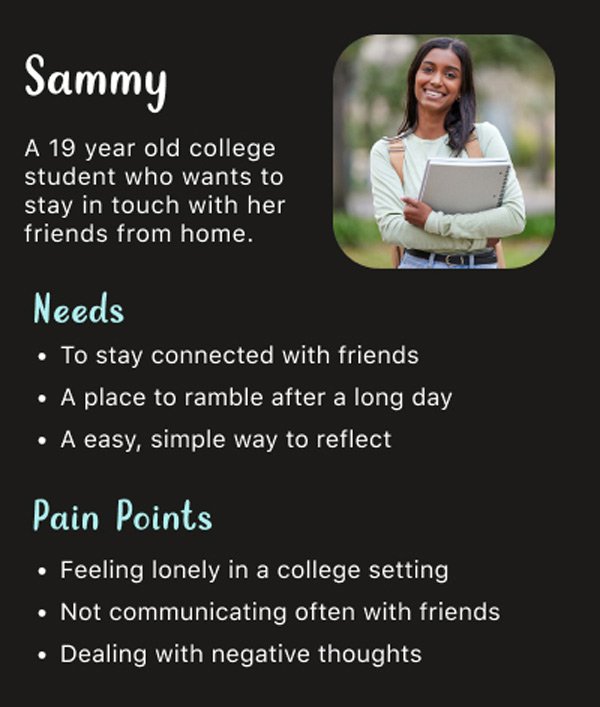 Sammy
A 19 year old college
student who wants to
stay in touch with her
friends from home.
Needs
• To stay connected with friends
• A place to ramble after a long day
• A easy, simple way to reflect
Pain Points
• Feeling lonely in a college setting
• Not communicating often with friends
• Dealing with negative thoughts